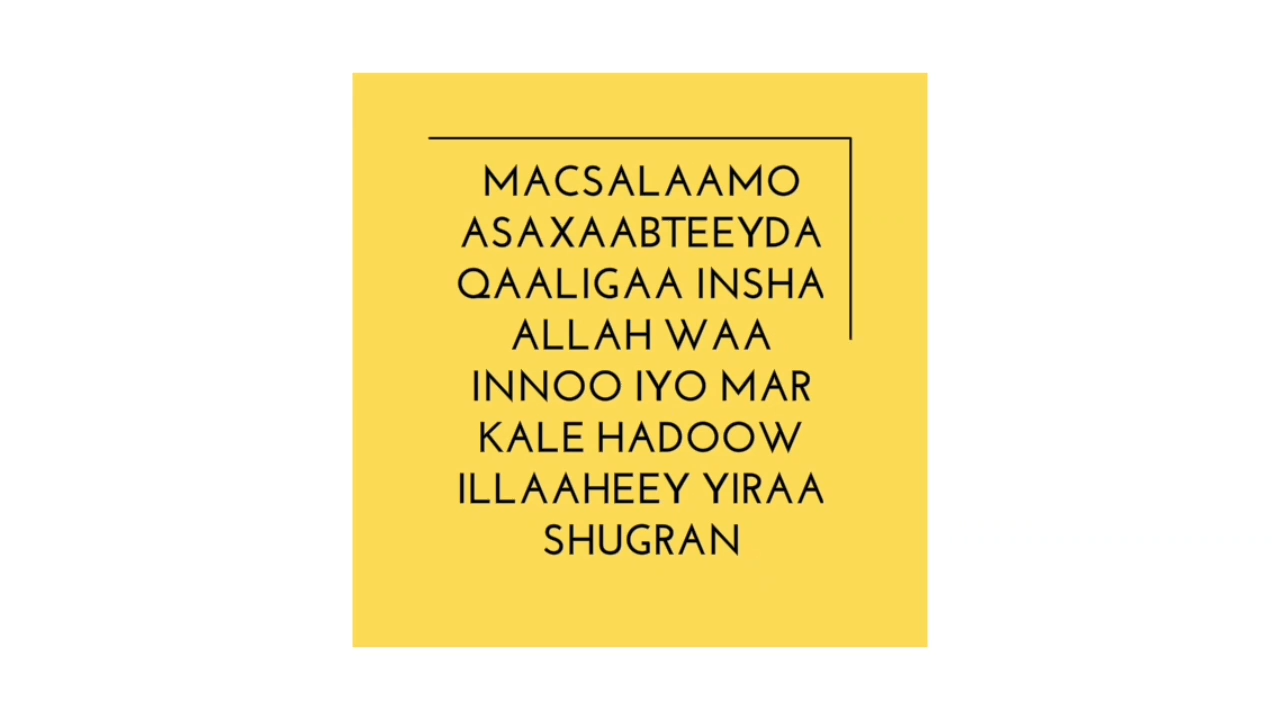 MACSALAAMO
ASAXAABTEEYDA
QAALIGAA INSHA
ALLAH WAA
INNOO IYO MAR
KALE HADOOW
ILLAAHEEY YIRAA
SHUGRAN